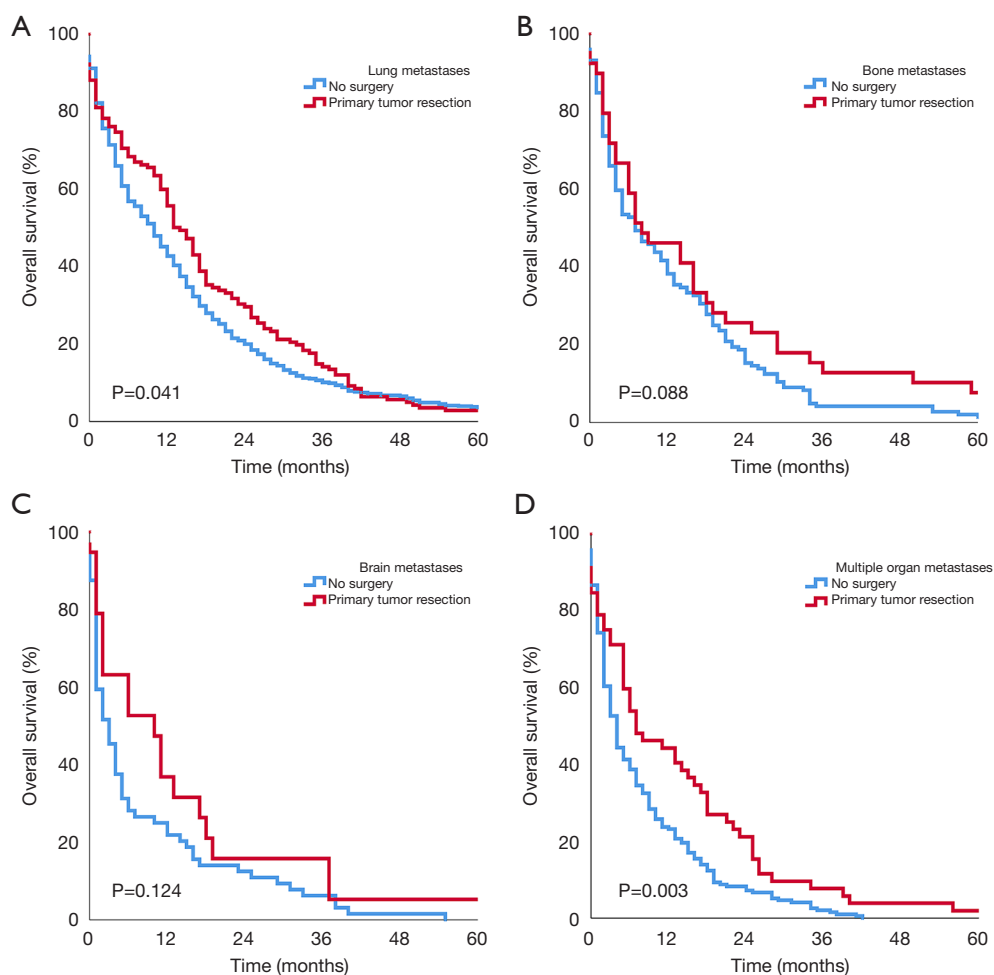 A
100
80
60
40
20
0
Overall survival (%)
Lung metastases
No surgery
Primary tumor resection
P=0.041
0 12 24 36 48 60
Time (months)
B
100
80
60
40
20
0
Overall survival (%)
Bone metastases
No surgery
Primary tumor resection
P=0.088
0 12 24 36 48 60
Time (months)
C
100
80
60
40
20
0
Overall survival (%)
Brain metastases
No surgery
Primary tumor resection
P=0.124
0 12 24 36 48 60
Time (months)
D
100
80
60
40
20
0
Overall survival (%)
Multiple organ metastases
No surgery
Primary tumor resection
P=0.003
0 12 24 36 48 60
Time (months)